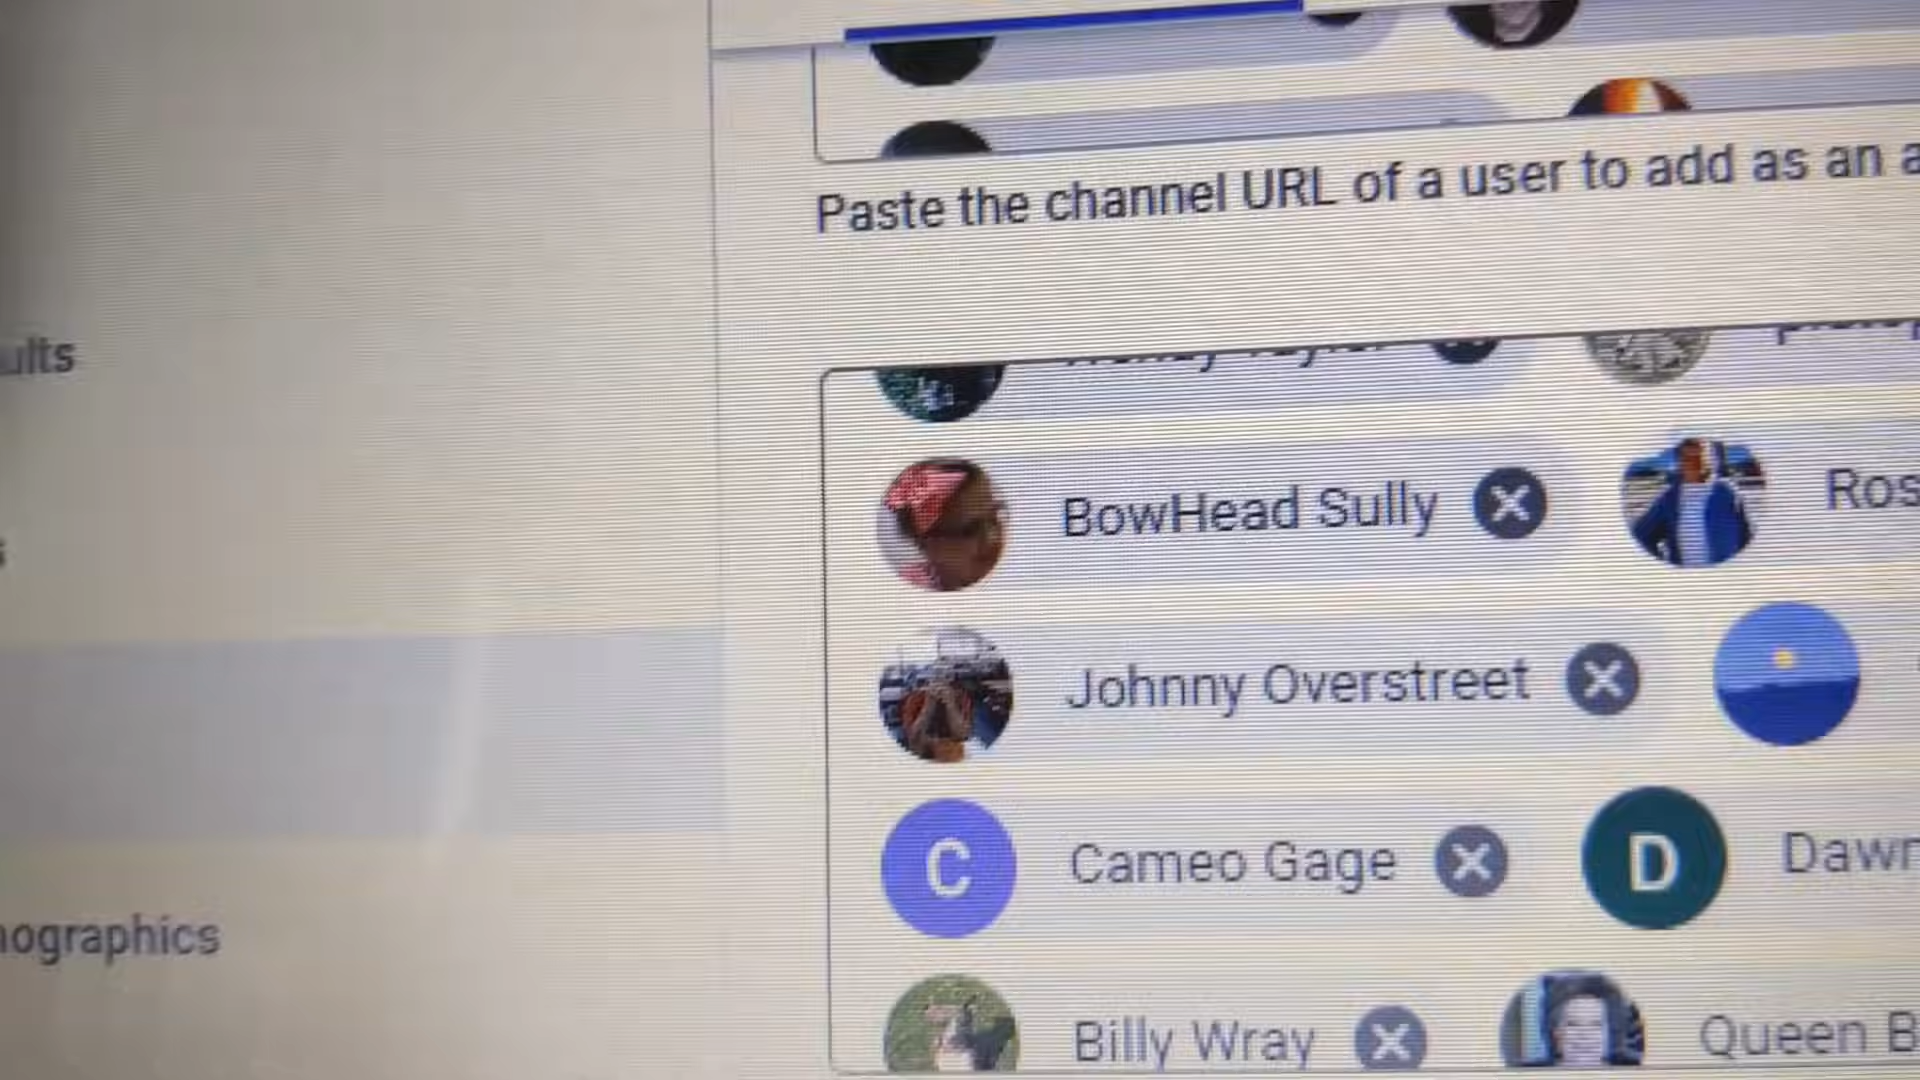 Paste the channel URL of a user to add as an a
ults
BowHead Sully
Ros
Johnny Overstreet
C Cameo Gage
D Dawn
nographics
Billy Wray
Queen B